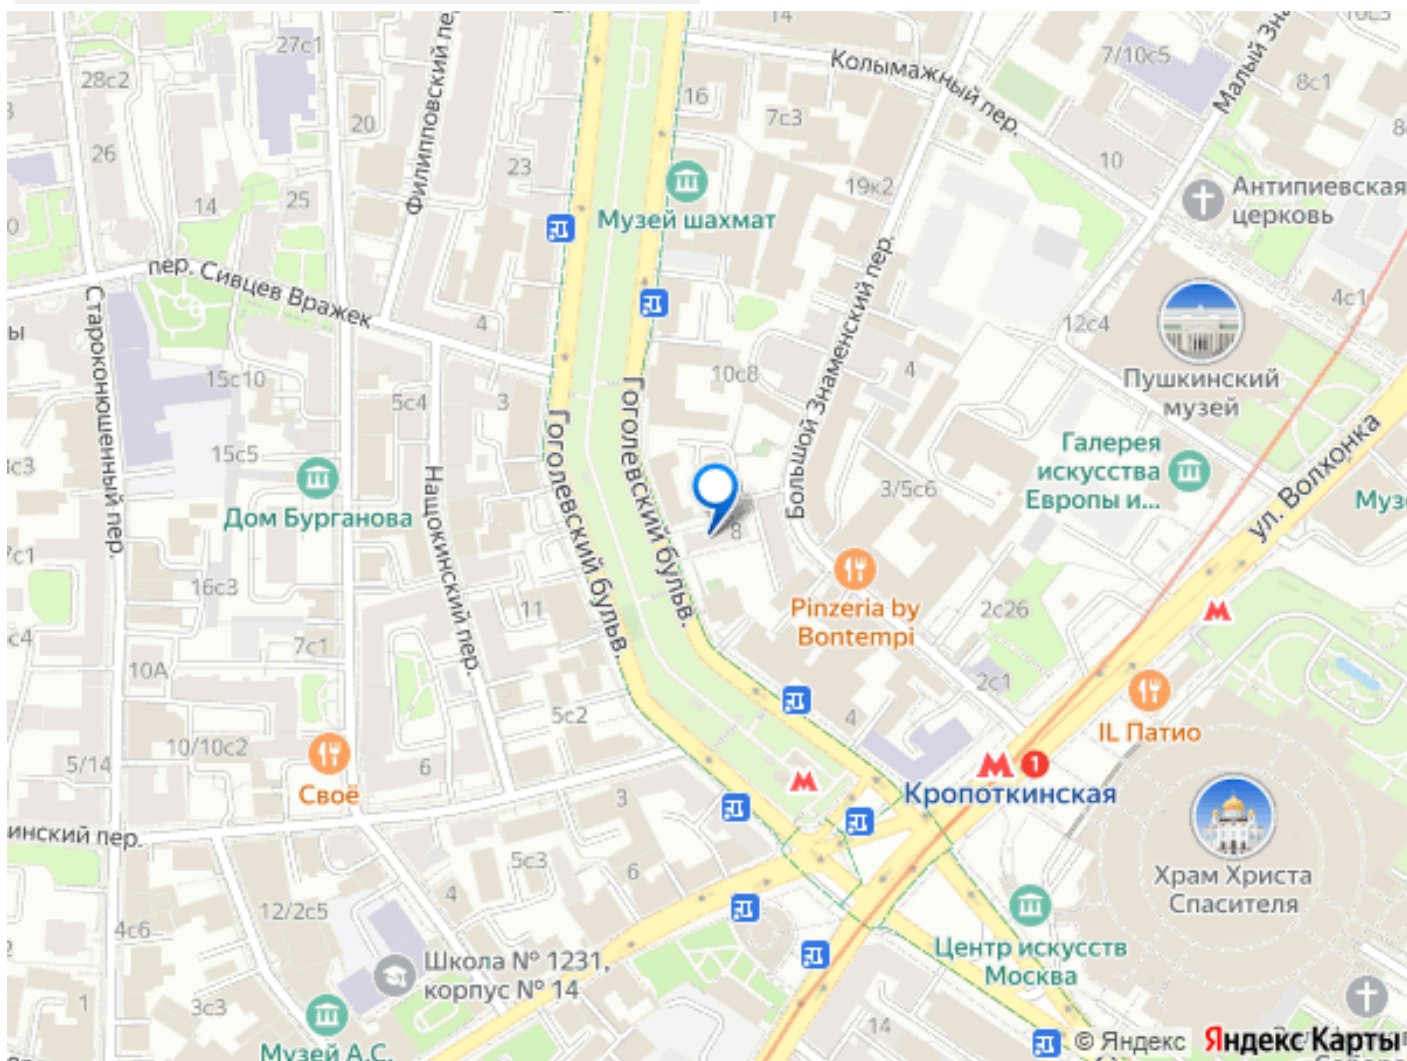 27с1
28с2
26
20
Филипповский пе
23
14
25
16
14
Колымажный пер.
7с3
7/10с5
Малый Зна
10с5
8с1
10
19к2
Антипиевская
церковь
Музей шахмат
пер. Сивцев Вражек
4
Большой Знаменский пер.
4с1
12с4
Пушкинский
музей
Староконюшенный пер.
ы
15с10
5с4
3
10с8
4
Гоголевский бульв.
Гоголевский бульв.
15с5
Дом Бурганова
Нащокинский пер.
8
3/5с6
Галерея
искусства
Европы и...
ул. Волхонка
Музе
16с3
11
Pinzeria by
Bontempi
2с26
7с1
10А
2с1
5с2
4
IL Патио
10/10с2
5/14
6
Своё
3
Кропоткинская
1
инский пер.
Храм Христа
Спасителя
5с3
6
4
12/2с5
4с6
Школа № 1231,
корпус № 14
Центр искусств
Москва
1
3с3
14
Музей А.С.
© Яндекс Яндекс Карты